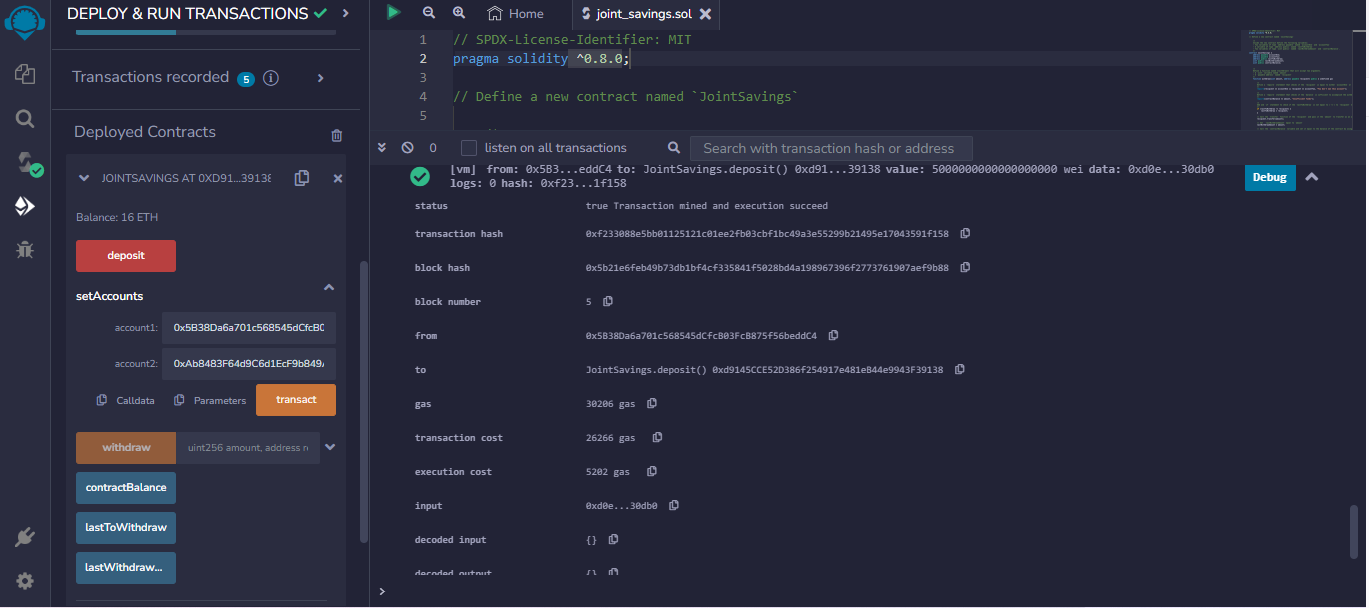 DEPLOY & RUN TRANSACTIONS
Transactions recorded 5
Deployed Contracts
JOINTSAVINGS AT 0XD91...39138
Balance: 16 ETH
deposit
setAccounts
account1: 0x5B38Da6a701c568545dCfcB0
account2: 0xAb8483F64d9C6d1EcF9b849
Calldata Parameters transact
withdraw uint256 amount, address r
contractBalance
lastToWithdraw
lastWithdraw...
Home joint_savings.sol
1 // SPDX-License-Identifier: MIT
2 pragma solidity ^0.8.0;
3
4 // Define a new contract named `JointSavings`
5
0 listen on all transactions Search with transaction hash or address
[vm] from: 0x5B3...eddC4 to: JointSavings.deposit() 0xd91...39138 value: 5000000000000000000 wei data: 0xd0e...30db0
logs: 0 hash: 0xf23...1f158
Debug
status true Transaction mined and execution succeed
transaction hash 0xf233088e5bb01125121c01ee2fb03cbf1bc49a3e55299b21495e17043591f158
block hash 0x5b21e6feb49b73db1bf4cf335841f5028bd4a198967396f2773761907aef9b88
block number 5
from 0x5B38Da6a701c568545dCfcB03FcB875f56beddC4
to JointSavings.deposit() 0xd9145CCE52D386f254917e481eB44e9943F39138
gas 30206 gas
transaction cost 26266 gas
execution cost 5202 gas
input 0xd0e...30db0
decoded input {}
decoded output {}
>